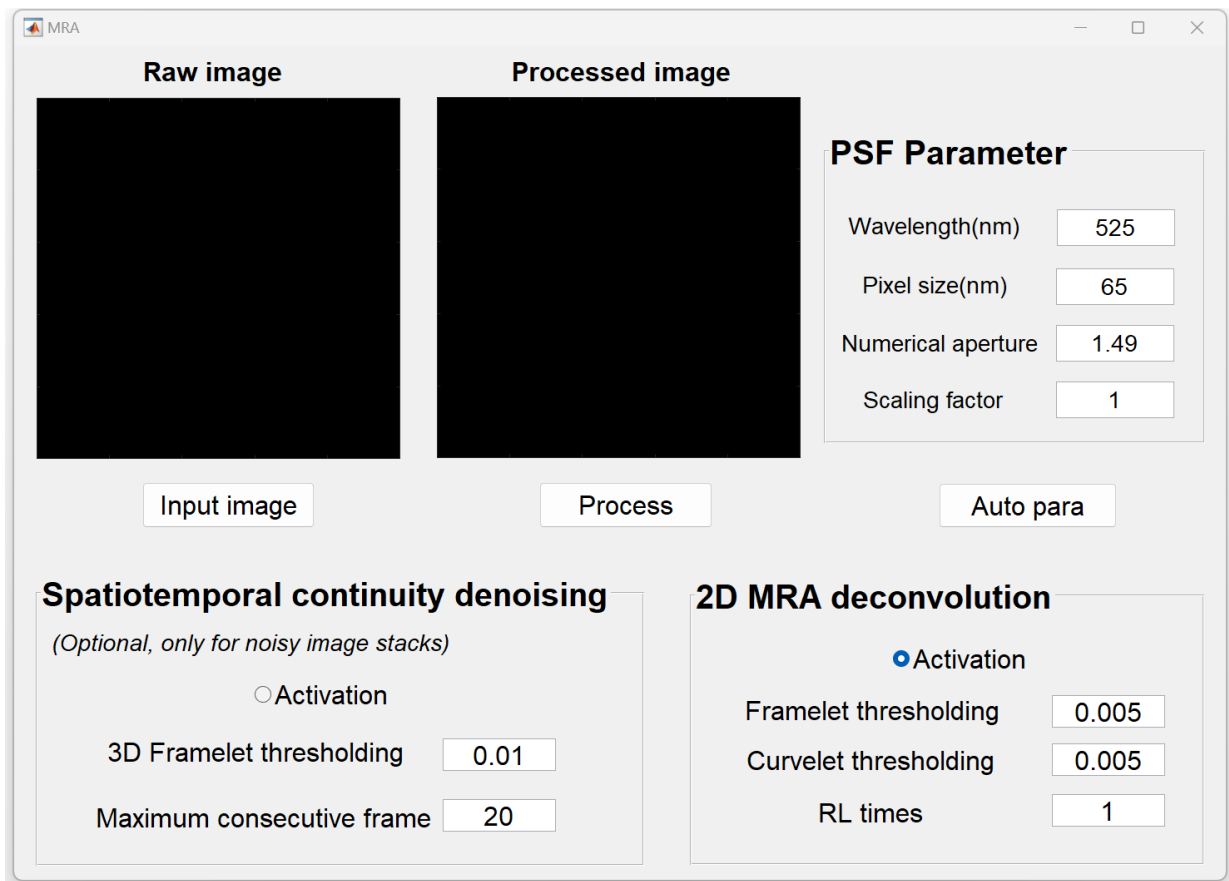 MRA
Raw image
Processed image
PSF Parameter
Wavelength(nm) 525
Pixel size(nm) 65
Numerical aperture 1.49
Scaling factor 1
Input image
Process
Auto para
Spatiotemporal continuity denoising
(Optional, only for noisy image stacks)
Activation
3D Framelet thresholding 0.01
Maximum consecutive frame 20
2D MRA deconvolution
Activation
Framelet thresholding 0.005
Curvelet thresholding 0.005
RL times 1